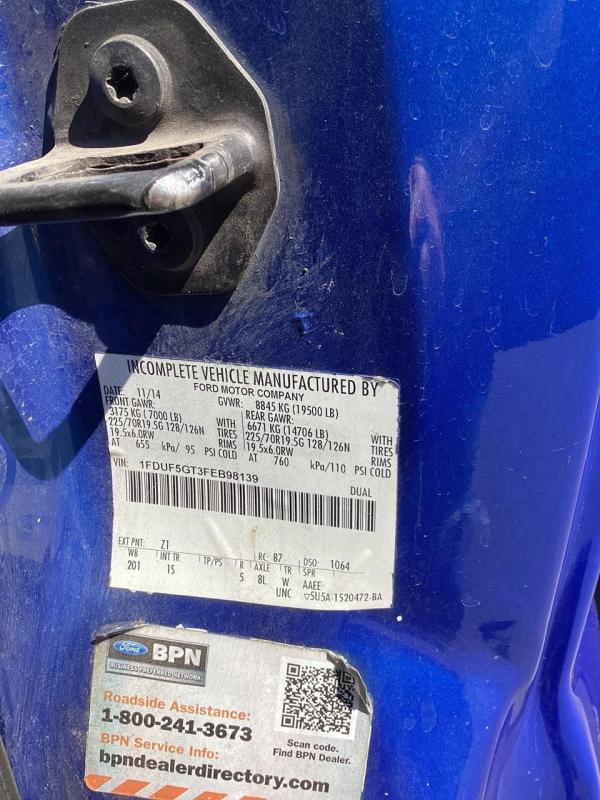 INCOMPLETE VEHICLE MANUFACTURED BY
FORD MOTOR COMPANY
DATE: 11/14 GVWR: 8845 KG (19500 LB)
FRONT GAWR: REAR GAWR:
3175 KG (7000 LB) WITH 6671 KG (14706 LB) WITH
225/70R19.5G 128/126N TIRES 225/70R19.5G 128/126N TIRES
19.5x6.0RW RIMS 19.5x6.0RW RIMS
AT 655 kPa/ 95 PSI COLD AT 760 kPa/110 PSI COLD
VIN: 1FDUF5GT3FEB98139
DUAL
EXT PNT: Z1 RC: 87 DSO: 1064
WB INT TR TP/PS R AXLE TR SPR
201 1S 5 8L W AAEE
UNC ▽5U5A-1520472-BA
Ford BPN
BUSINESS PREFERRED NETWORK
Roadside Assistance:
1-800-241-3673
BPN Service Info:
bpndealerdirectory.com
Scan code.
Find BPN Dealer.